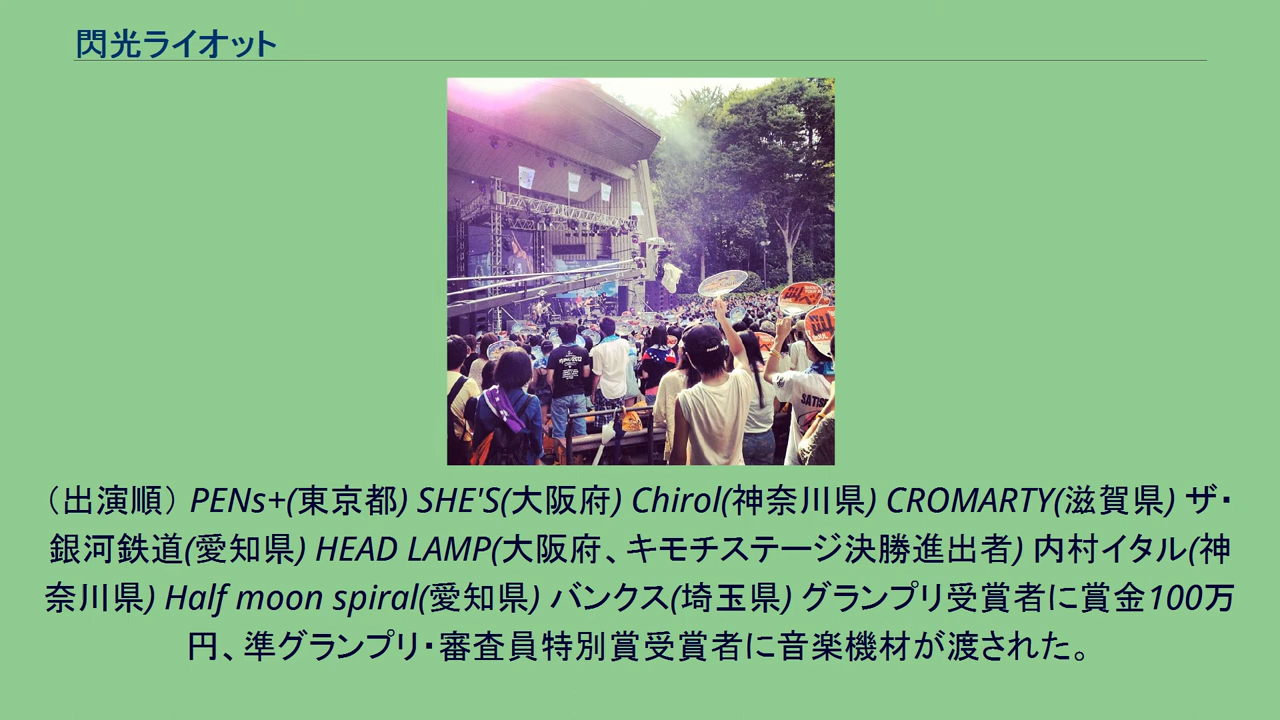 閃光ライオット
（出演順） PENs+(東京都) SHE'S(大阪府) Chirol(神奈川県) CROMARTY(滋賀県) ザ・
銀河鉄道(愛知県) HEAD LAMP(大阪府、キモチステージ決勝進出者) 内村イタル(神
奈川県) Half moon spiral(愛知県) バンクス(埼玉県) グランプリ受賞者に賞金100万
円、準グランプリ・審査員特別賞受賞者に音楽機材が渡された。